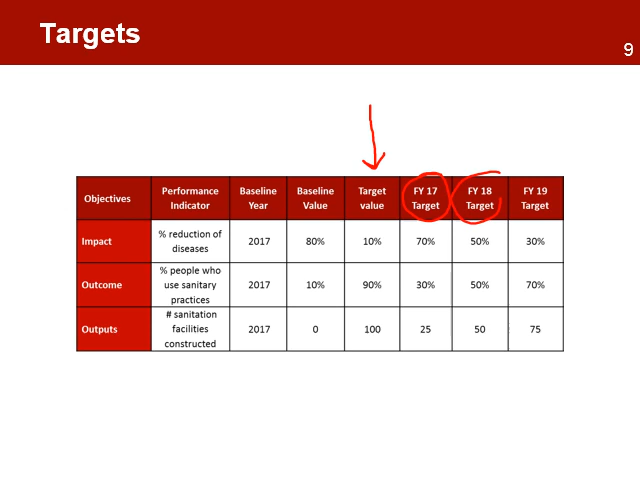 Targets
9
Objectives
Performance
Indicator
Baseline
Year
Baseline
Value
Target
value
FY 17
Target
FY 18
Target
FY 19
Target
Impact
% reduction of
diseases
2017
80%
10%
70%
50%
30%
Outcome
% people who
use sanitary
practices
2017
10%
90%
30%
50%
70%
Outputs
# sanitation
facilities
constructed
2017
0
100
25
50
75